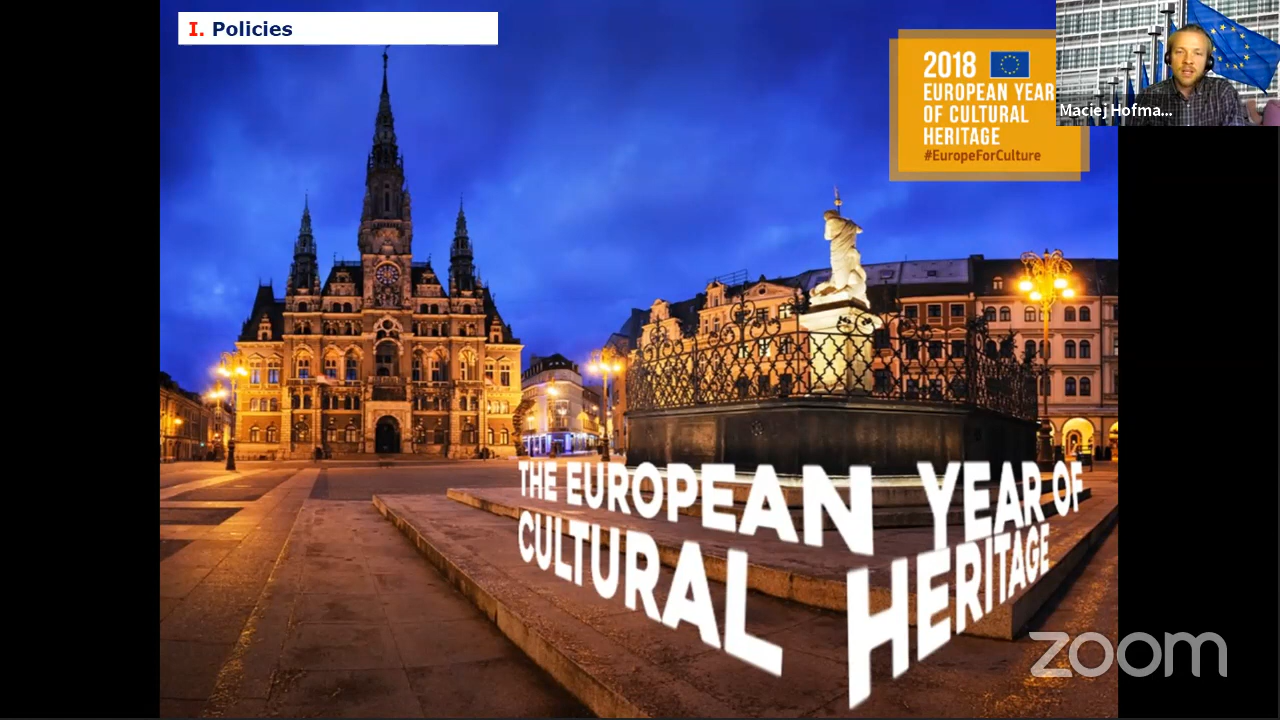 I. Policies
2018
EUROPEAN YEAR
OF CULTURAL
HERITAGE
#EuropeForCulture
Maciej Hofma...
THE EUROPEAN YEAR OF
CULTURAL HERITAGE
zoom